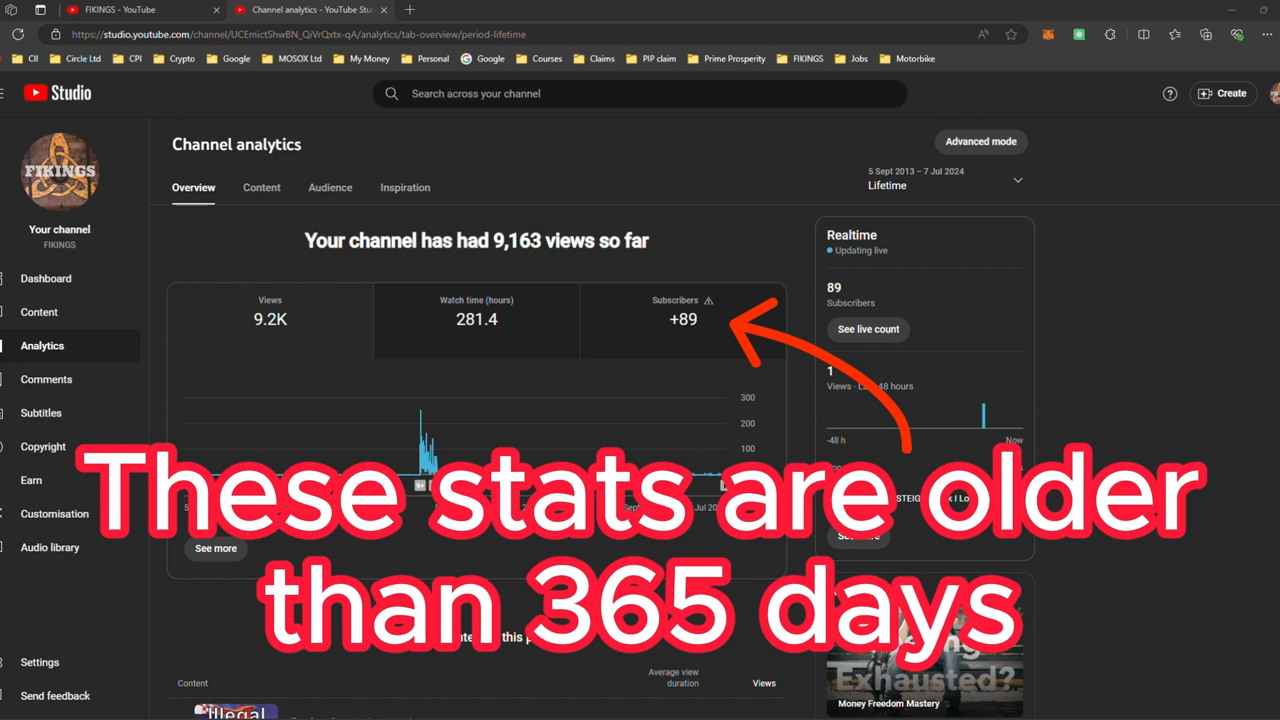 FIKINGS - YouTube
Channel analytics - YouTube Stu
https://studio.youtube.com/channel/UCEmictShwBN_QiVrQxtx-qA/analytics/tab-overview/period-lifetime
CII Circle Ltd CPI Crypto Google MOSOX Ltd My Money Personal Google Courses Claims PIP claim Prime Prosperity FIKINGS Jobs Motorbike
Studio
Search across your channel
Create
FIKINGS
Your channel
FIKINGS
Dashboard
Content
Analytics
Comments
Subtitles
Copyright
Earn
Customisation
Audio library
Settings
Send feedback
Channel analytics
Advanced mode
Overview Content Audience Inspiration
5 Sept 2013 – 7 Jul 2024
Lifetime
Your channel has had 9,163 views so far
Views
9.2K
Watch time (hours)
281.4
Subscribers
+89
300
200
100
See more
Realtime
Updating live
89
Subscribers
See live count
1
Views · 48 hours
-48 h Now
These stats are older
than 365 days
Content
Average view
duration
Views
Illegal
Exhausted?
Money Freedom Mastery